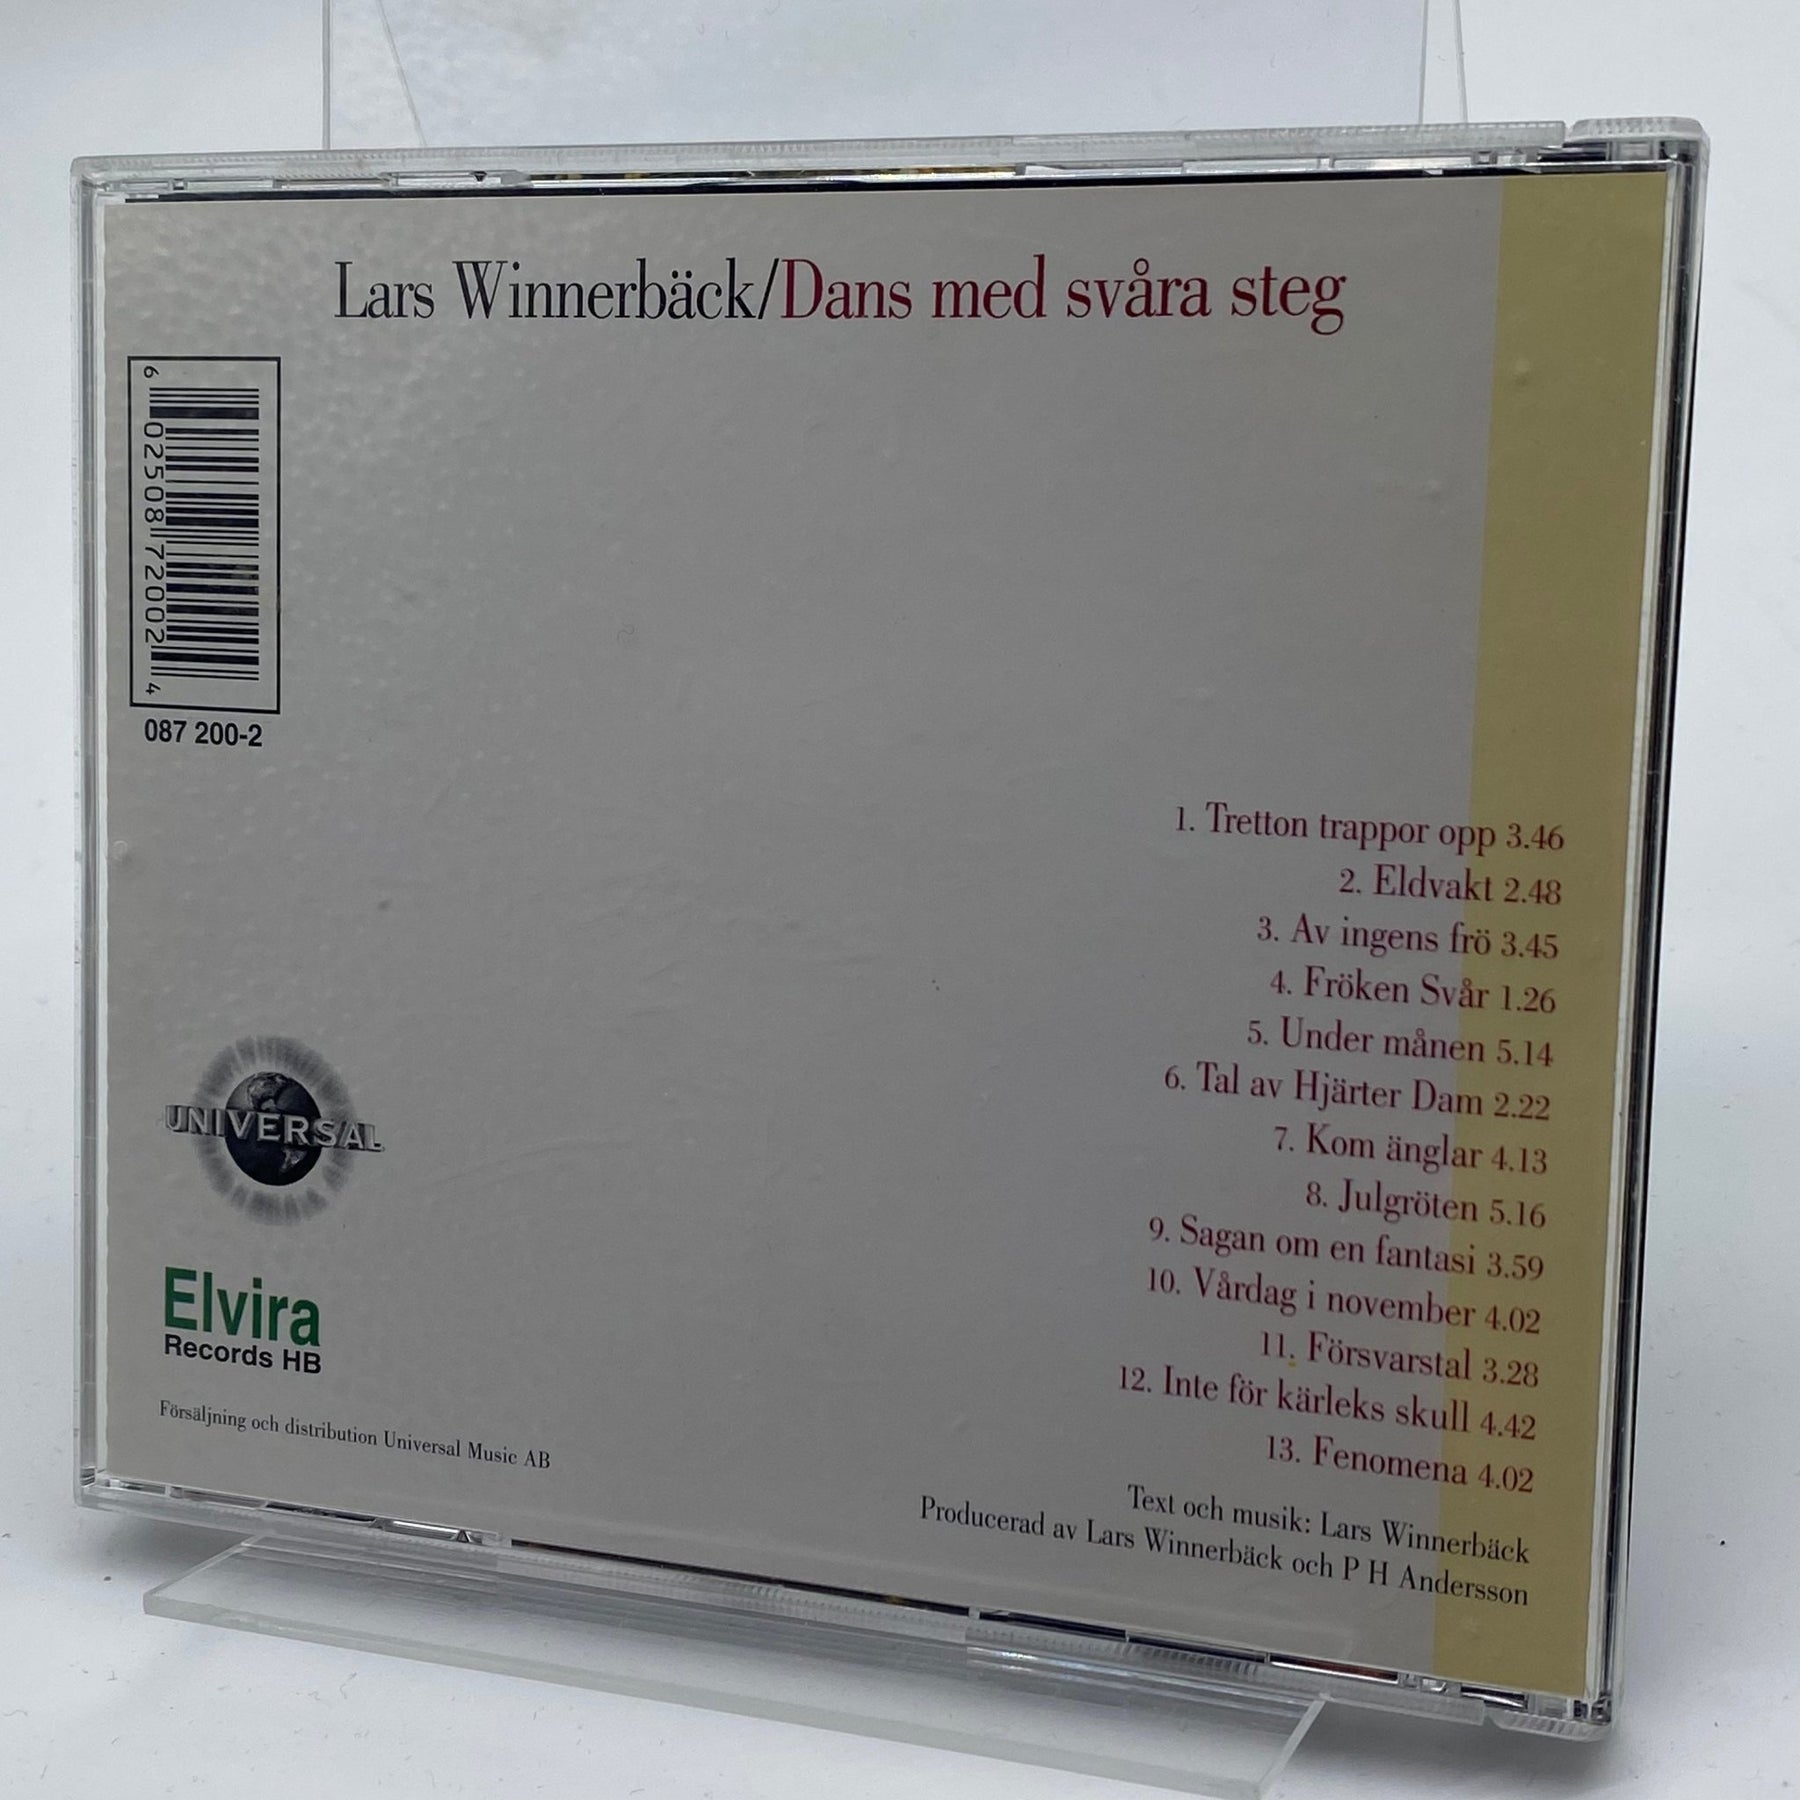 Lars Winnerbäck/Dans med svåra steg
6 02508 72002 4
087 200-2
1. Tretton trappor opp 3.46
2. Eldvakt 2.48
3. Av ingens frö 3.45
4. Fröken Svår 1.26
5. Under månen 5.14
6. Tal av Hjärter Dam 2.22
7. Kom änglar 4.13
8. Julgröten 5.16
9. Sagan om en fantasi 3.59
10. Vårdag i november 4.02
11. Försvarstal 3.28
12. Inte för kärleks skull 4.42
13. Fenomena 4.02
Text och musik: Lars Winnerbäck
Producerad av Lars Winnerbäck och P H Andersson
UNIVERSAL
Elvira
Records HB
Försäljning och distribution Universal Music AB